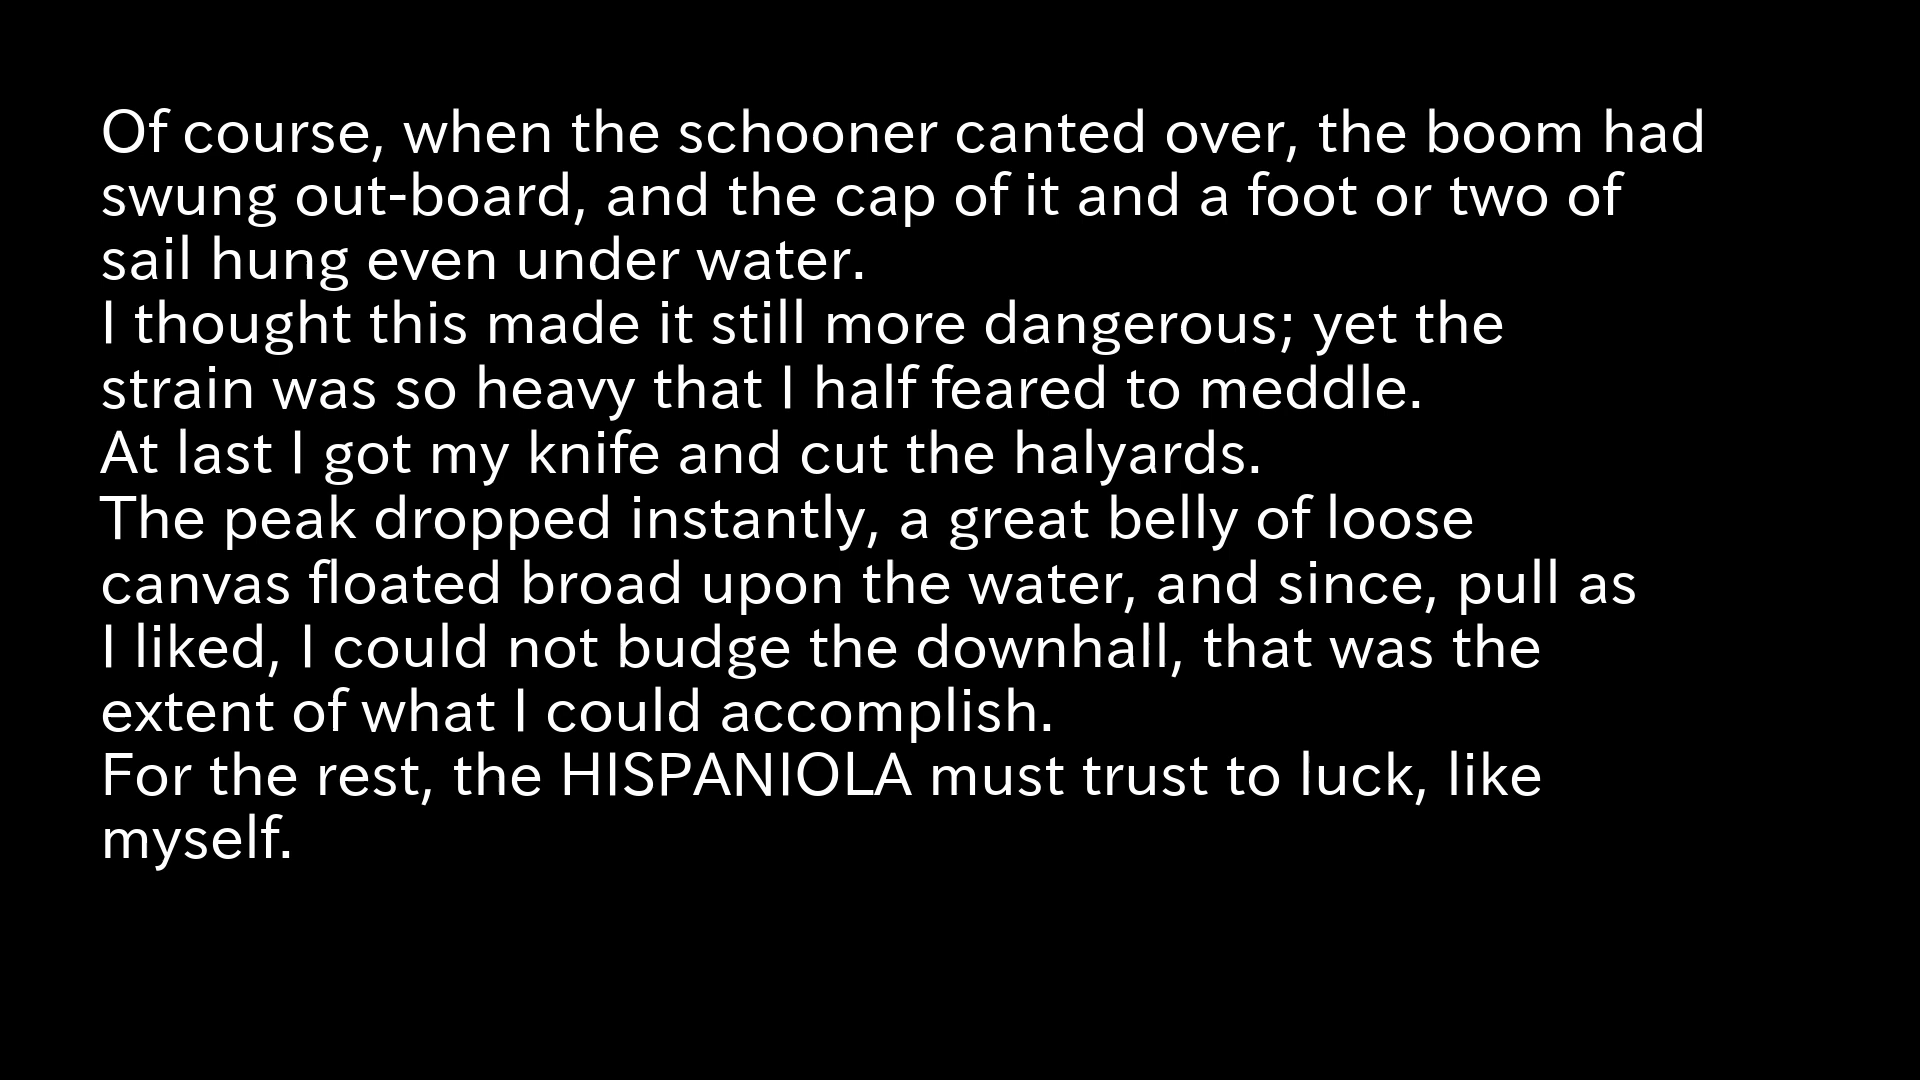 Of course, when the schooner canted over, the boom had
swung out-board, and the cap of it and a foot or two of
sail hung even under water.
I thought this made it still more dangerous; yet the
strain was so heavy that I half feared to meddle.
At last I got my knife and cut the halyards.
The peak dropped instantly, a great belly of loose
canvas floated broad upon the water, and since, pull as
I liked, I could not budge the downhall, that was the
extent of what I could accomplish.
For the rest, the HISPANIOLA must trust to luck, like
myself.